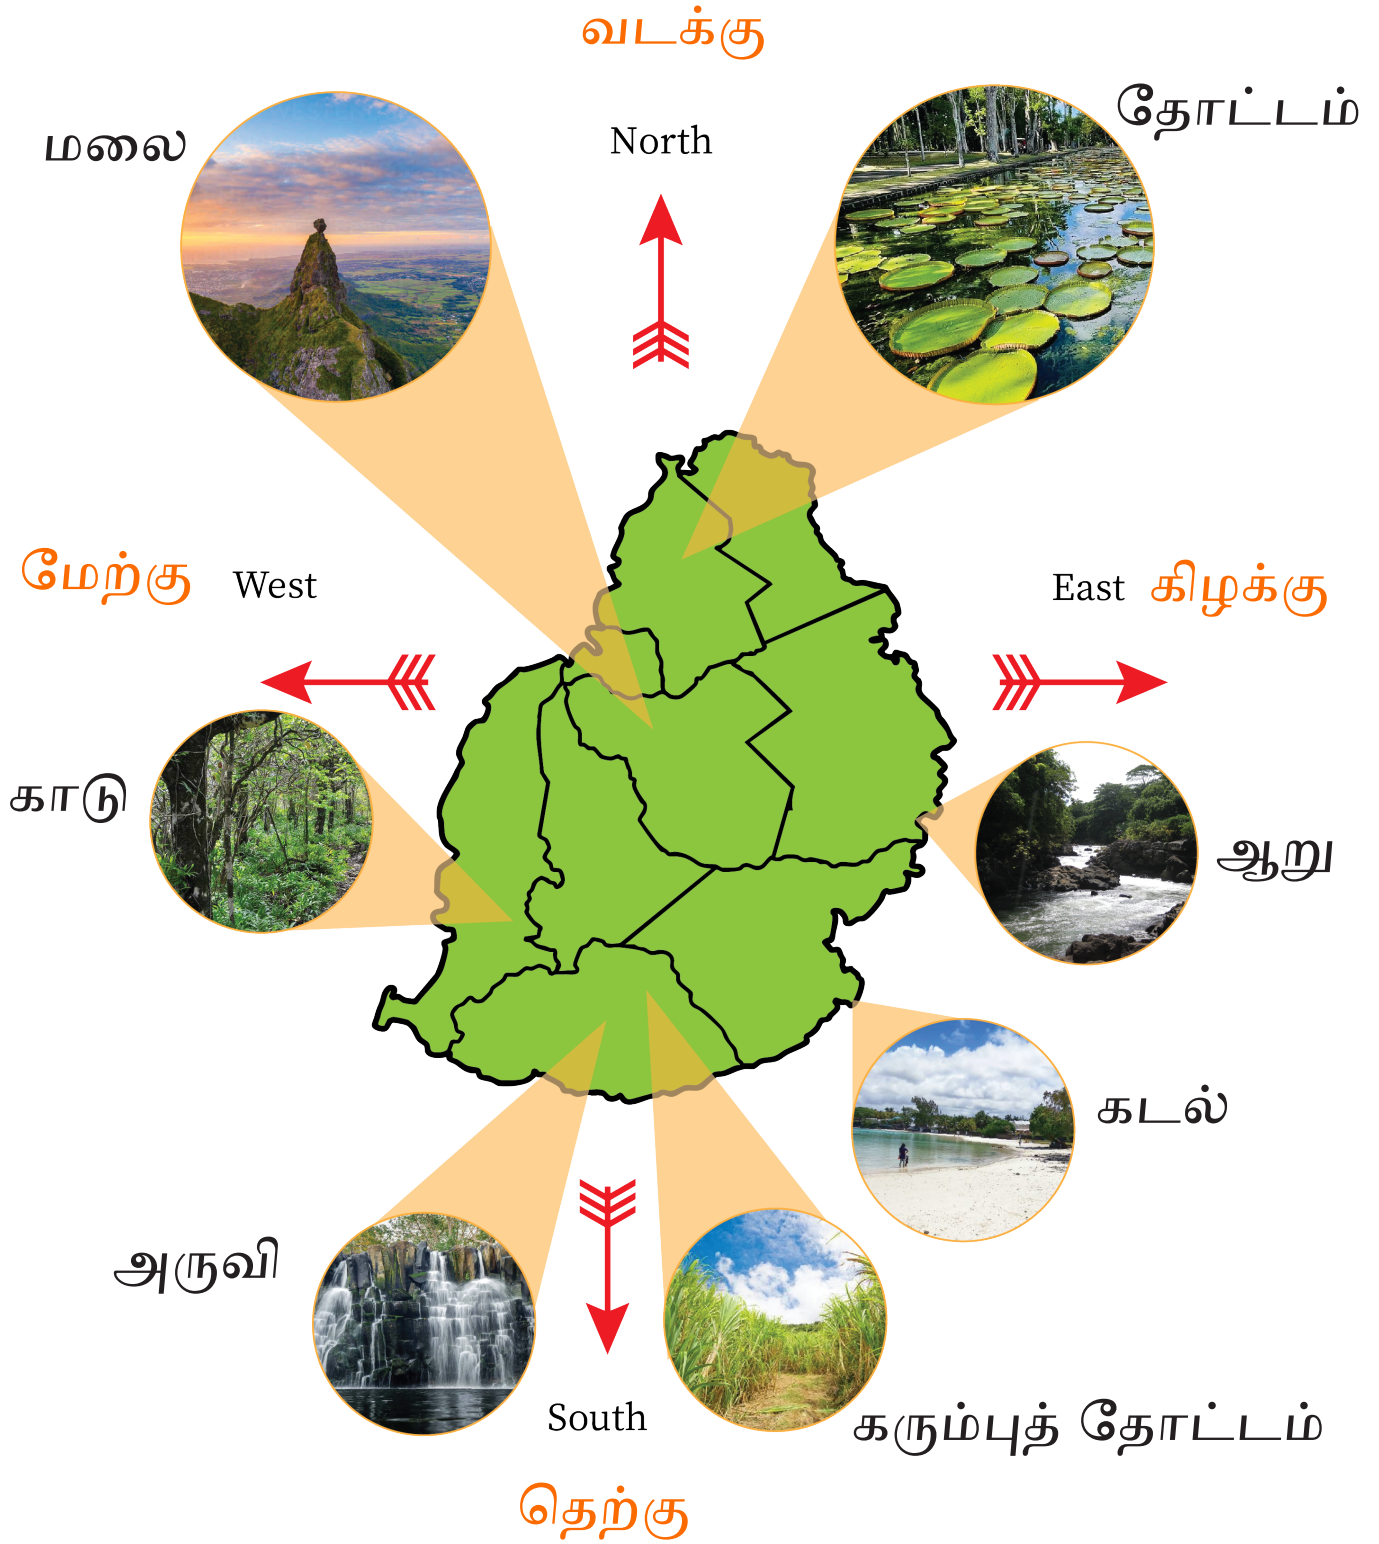 வடக்கு
North
மலை
தோட்டம்
மேற்கு West
East கிழக்கு
காடு
ஆறு
கடல்
அருவி
கரும்புத் தோட்டம்
South
தெற்கு